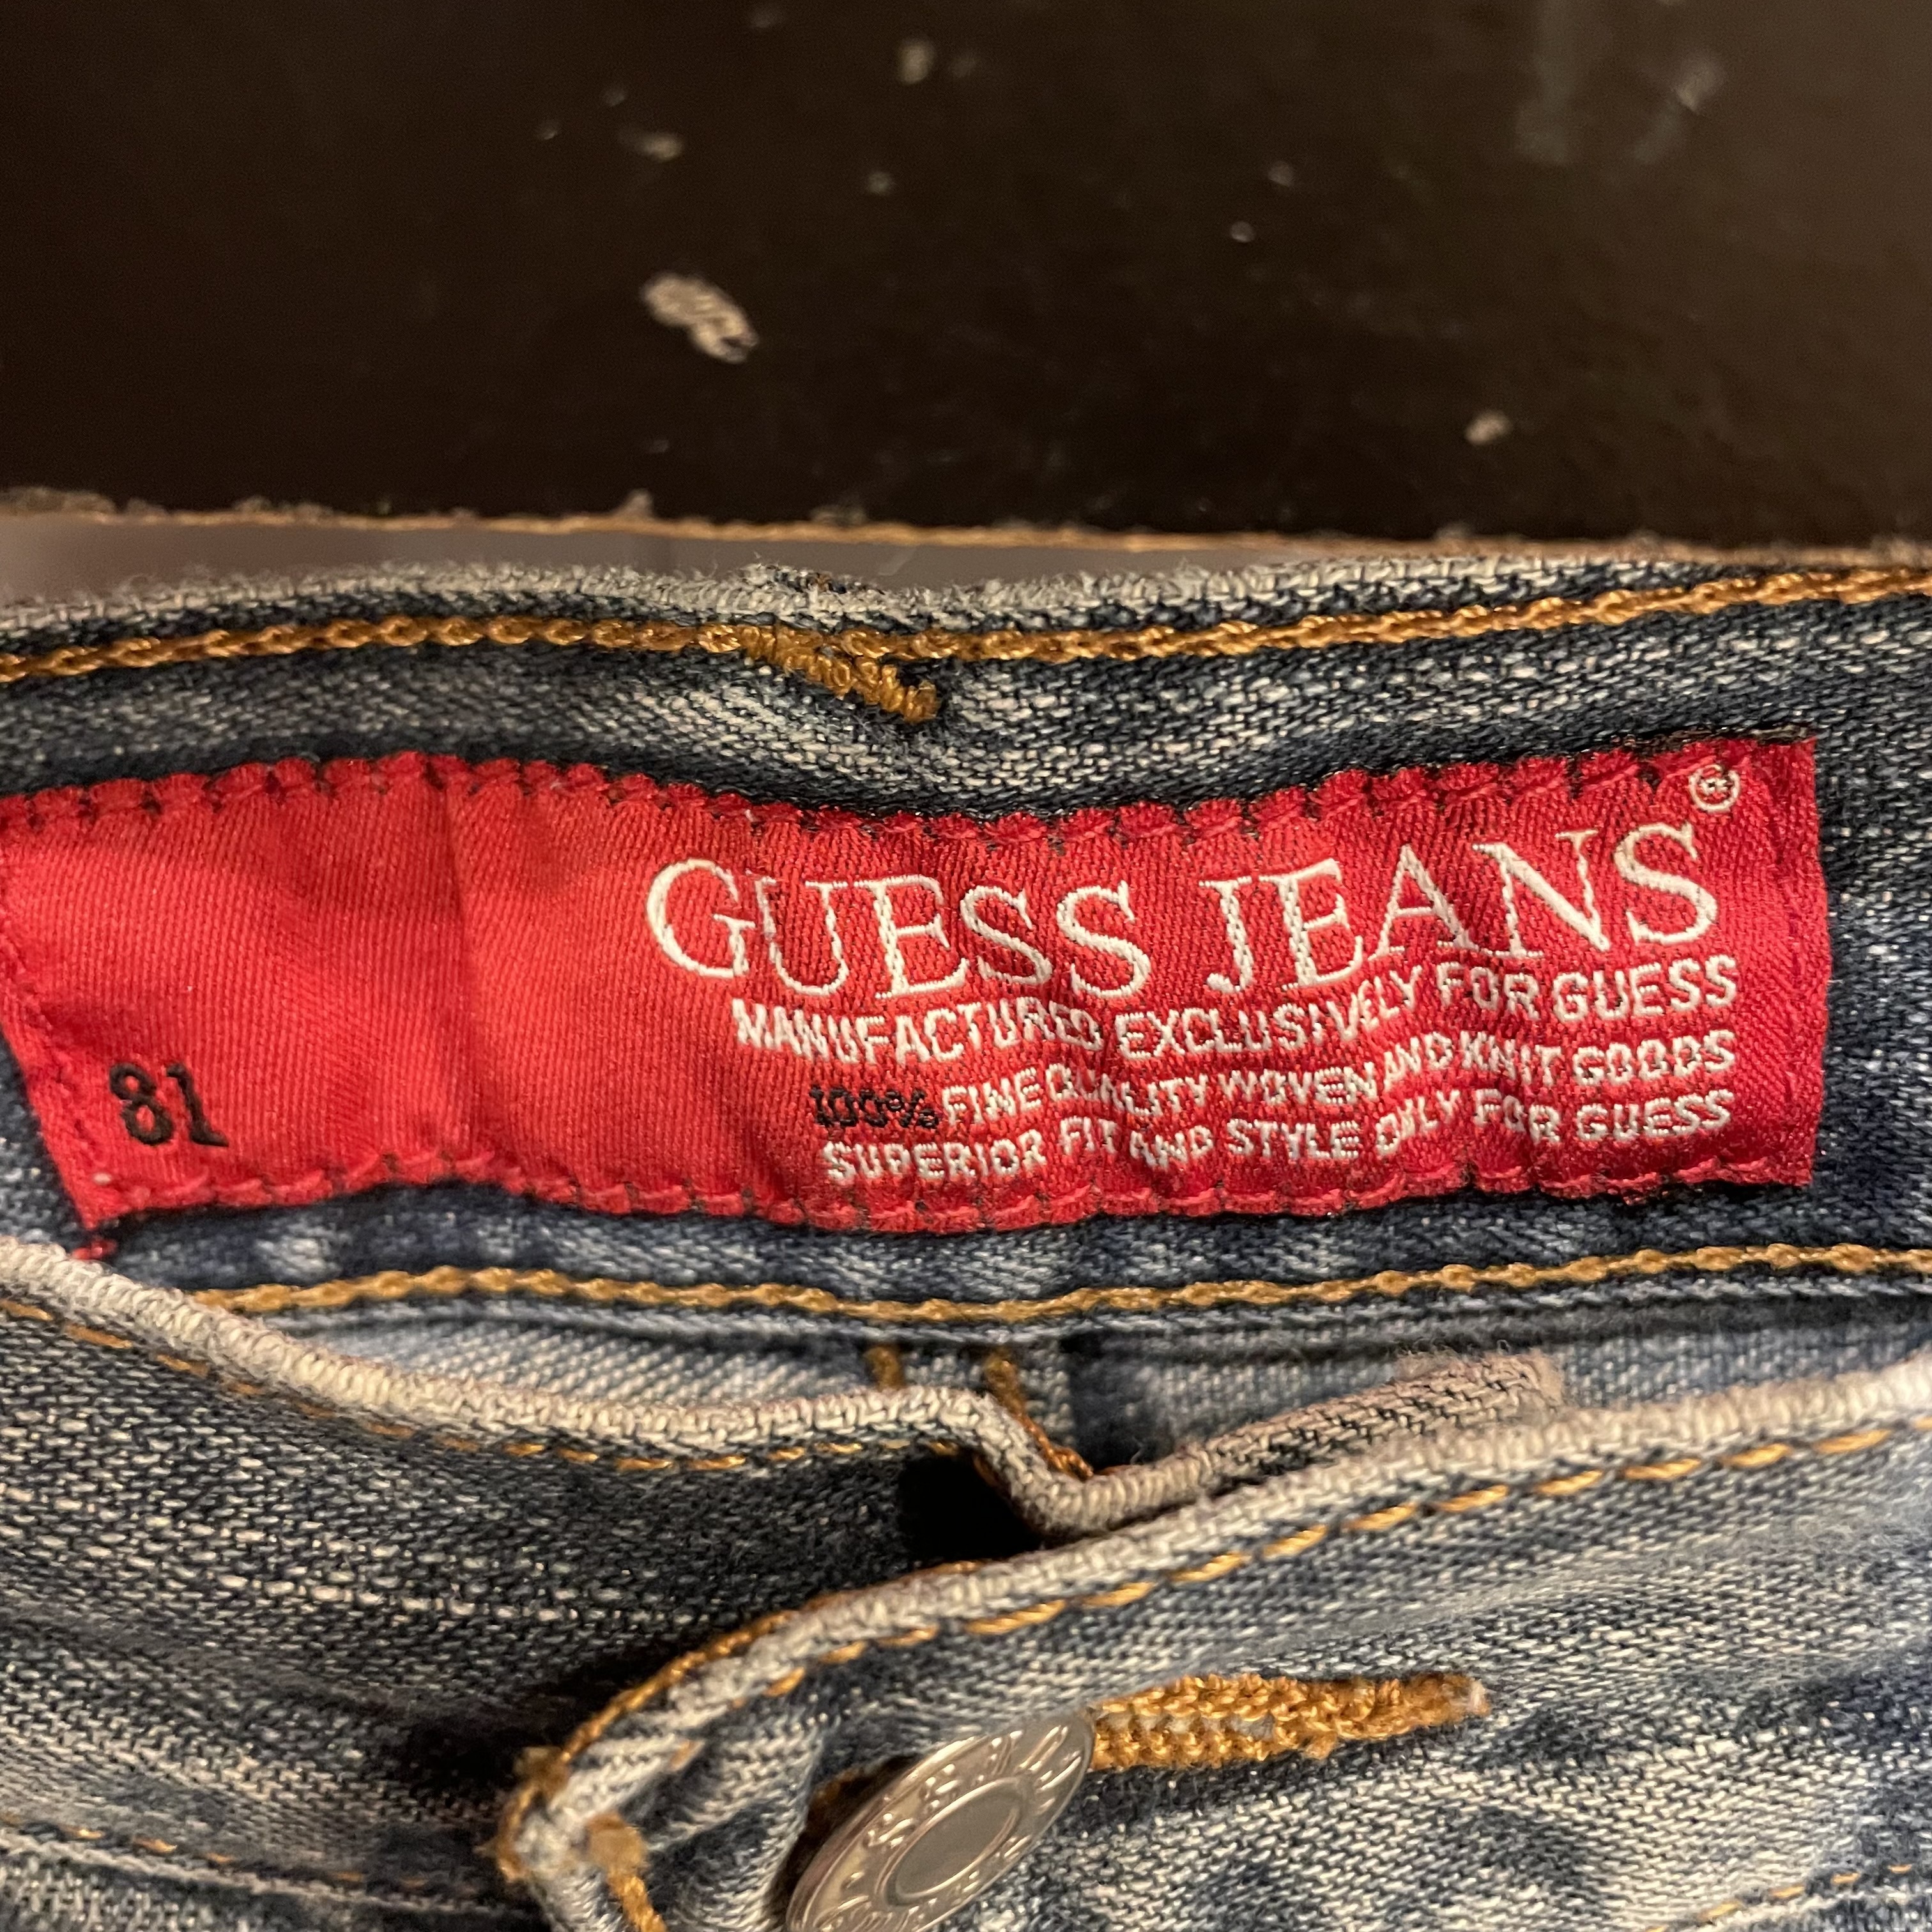 GUESS JEANS®
MANUFACTURED EXCLUSIVELY FOR GUESS
100% FINE QUALITY WOVEN AND KNIT GOODS
SUPERIOR FIT AND STYLE ONLY FOR GUESS
81